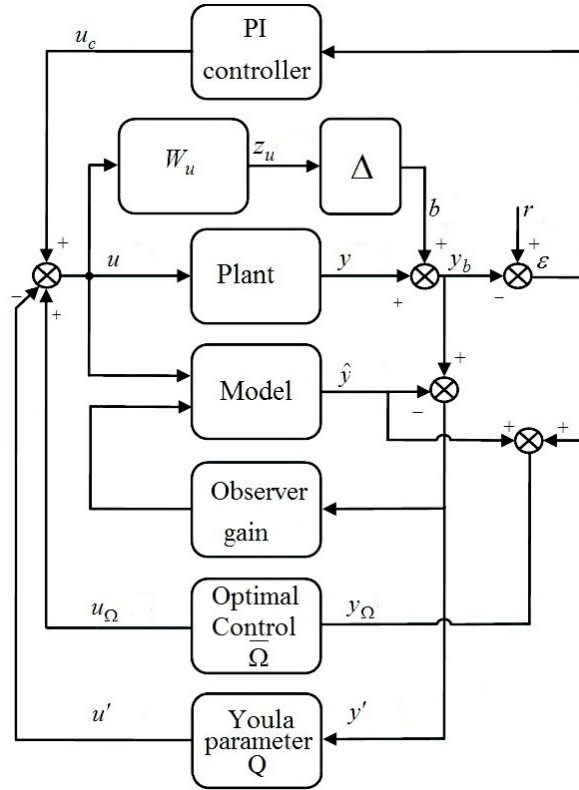 u_c
PI
controller
W_u
z_u
Δ
b
r
+
+
+
ε
u
Plant
y
y_b
−
+
+
−
Model
ŷ
+
−
+
+
Observer
gain
u_Ω
Optimal
Control
Ω̅
y_Ω
u'
Youla
parameter
Q
y'